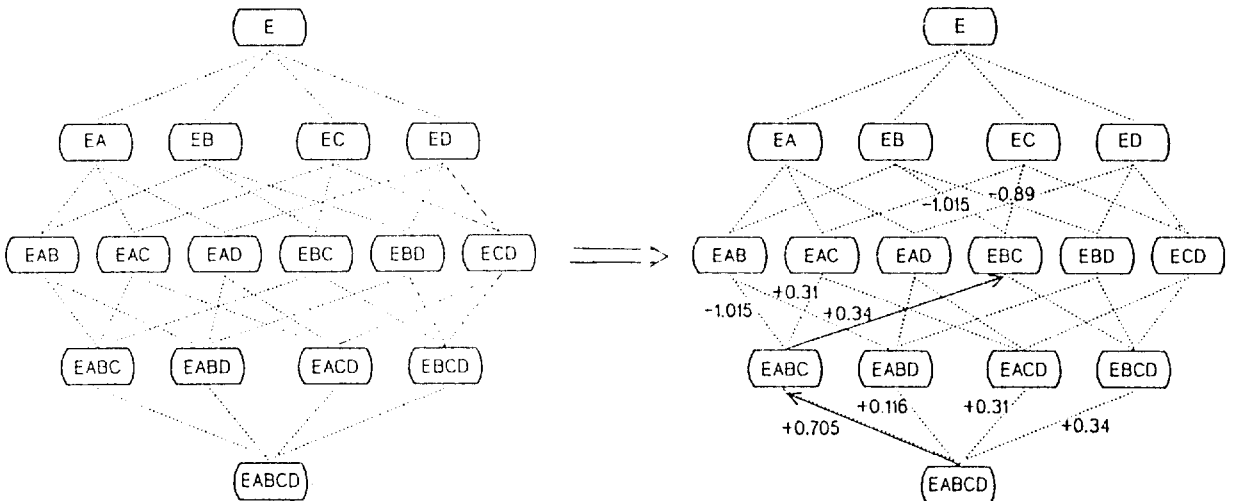 E
EA EB EC ED
EAB EAC EAD EBC EBD ECD
EABC EABD EACD EBCD
EABCD
E
EA EB EC ED
-1.015 -0.89
EAB EAC EAD EBC EBD ECD
-1.015 +0.31 +0.34
EABC EABD EACD EBCD
+0.705 +0.116 +0.31 +0.34
EABCD